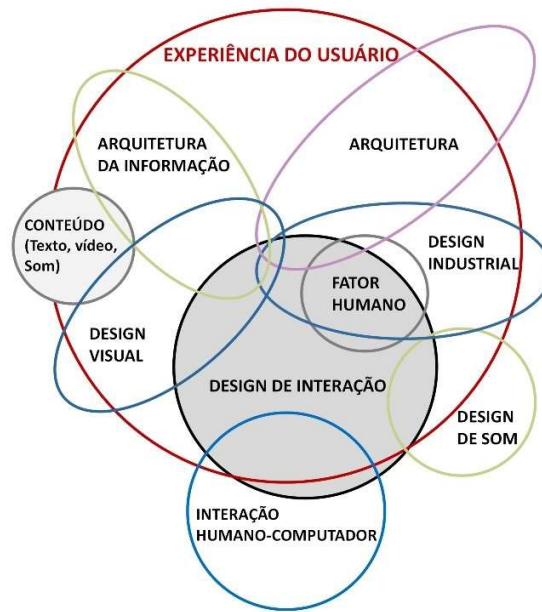 EXPERIÊNCIA DO USUÁRIO
ARQUITETURA
DA INFORMAÇÃO
ARQUITETURA
CONTEÚDO
(Texto, vídeo,
Som)
DESIGN
INDUSTRIAL
FATOR
HUMANO
DESIGN
VISUAL
DESIGN DE INTERAÇÃO
DESIGN
DE SOM
INTERAÇÃO
HUMANO-COMPUTADOR